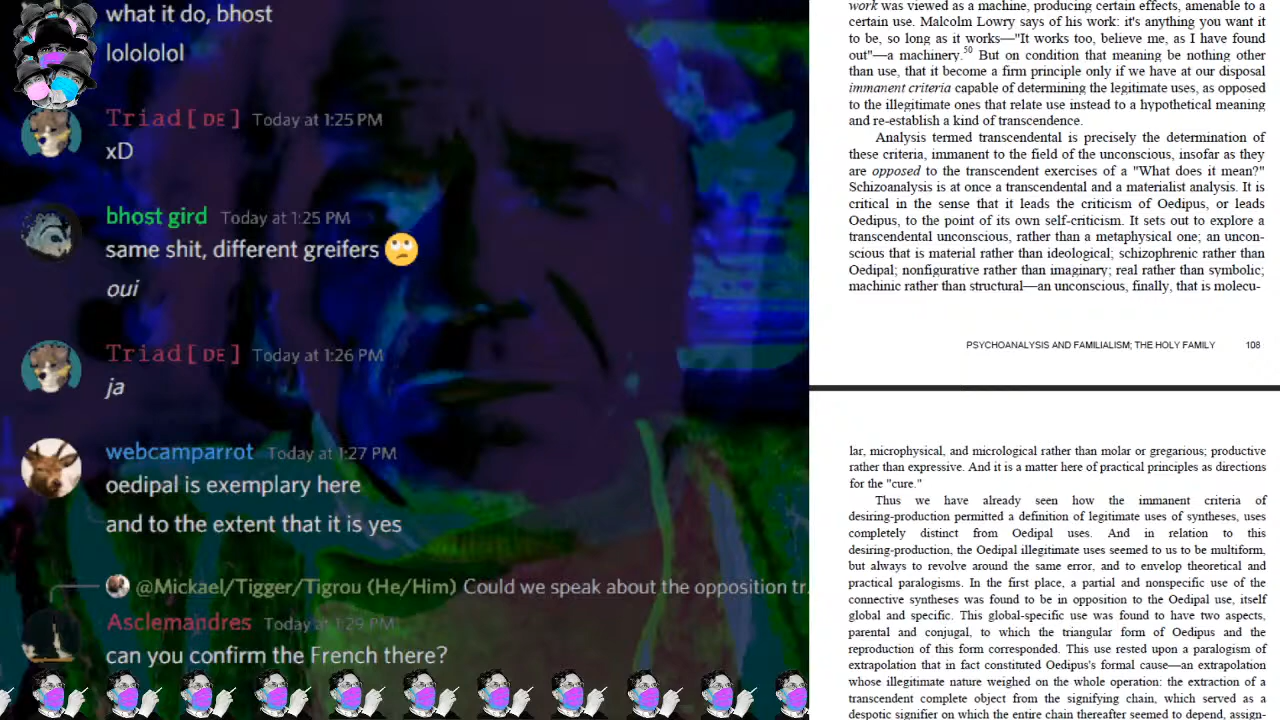 what it do, bhost
lolololol
Triad[DE] Today at 1:25 PM
xD
bhost gird Today at 1:25 PM
same shit, different greifers 🙄
oui
Triad[DE] Today at 1:26 PM
ja
webcamparrot Today at 1:27 PM
oedipal is exemplary here
and to the extent that it is yes
@Mickael/Tigger/Tigrou (He/Him) Could we speak about the opposition tr
Asclemandres Today at 1:29 PM
can you confirm the French there?
work was viewed as a machine, producing certain effects, amenable to a
certain use. Malcolm Lowry says of his work: it's anything you want it
to be, so long as it works—"It works too, believe me, as I have found
out"—a machinery.50 But on condition that meaning be nothing other
than use, that it become a firm principle only if we have at our disposal
immanent criteria capable of determining the legitimate uses, as opposed
to the illegitimate ones that relate use instead to a hypothetical meaning
and re-establish a kind of transcendence.
Analysis termed transcendental is precisely the determination of
these criteria, immanent to the field of the unconscious, insofar as they
are opposed to the transcendent exercises of a "What does it mean?"
Schizoanalysis is at once a transcendental and a materialist analysis. It is
critical in the sense that it leads the criticism of Oedipus, or leads
Oedipus, to the point of its own self-criticism. It sets out to explore a
transcendental unconscious, rather than a metaphysical one; an uncon-
scious that is material rather than ideological; schizophrenic rather than
Oedipal; nonfigurative rather than imaginary; real rather than symbolic;
machinic rather than structural—an unconscious, finally, that is molecu-
PSYCHOANALYSIS AND FAMILIALISM; THE HOLY FAMILY 108
lar, microphysical, and micrological rather than molar or gregarious; productive
rather than expressive. And it is a matter here of practical principles as directions
for the "cure."
Thus we have already seen how the immanent criteria of
desiring-production permitted a definition of legitimate uses of syntheses, uses
completely distinct from Oedipal uses. And in relation to this
desiring-production, the Oedipal illegitimate uses seemed to us to be multiform,
but always to revolve around the same error, and to envelop theoretical and
practical paralogisms. In the first place, a partial and nonspecific use of the
connective syntheses was found to be in opposition to the Oedipal use, itself
global and specific. This global-specific use was found to have two aspects,
parental and conjugal, to which the triangular form of Oedipus and the
reproduction of this form corresponded. This use rested upon a paralogism of
extrapolation that in fact constituted Oedipus's formal cause—an extrapolation
whose illegitimate nature weighed on the whole operation: the extraction of a
transcendent complete object from the signifying chain, which served as a
despotic signifier on which the entire chain thereafter seemed to depend, assign-